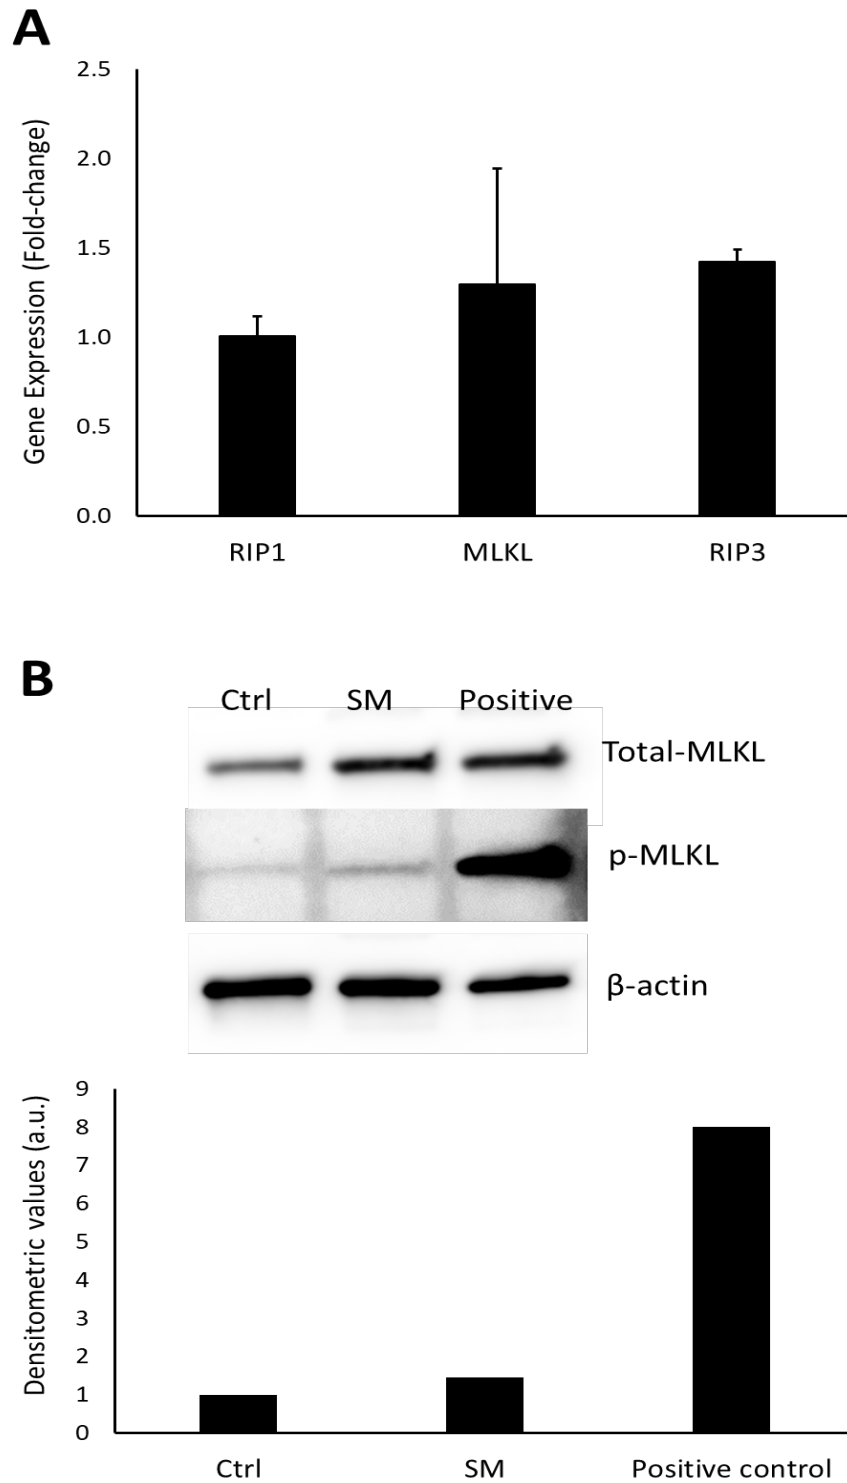 A
Gene Expression (Fold-change)
2.5
2.0
1.5
1.0
0.5
0.0
RIP1 MLKL RIP3
B
Ctrl SM Positive
Total-MLKL
p-MLKL
β-actin
Densitometric values (a.u.)
9
8
7
6
5
4
3
2
1
0
Ctrl SM Positive control